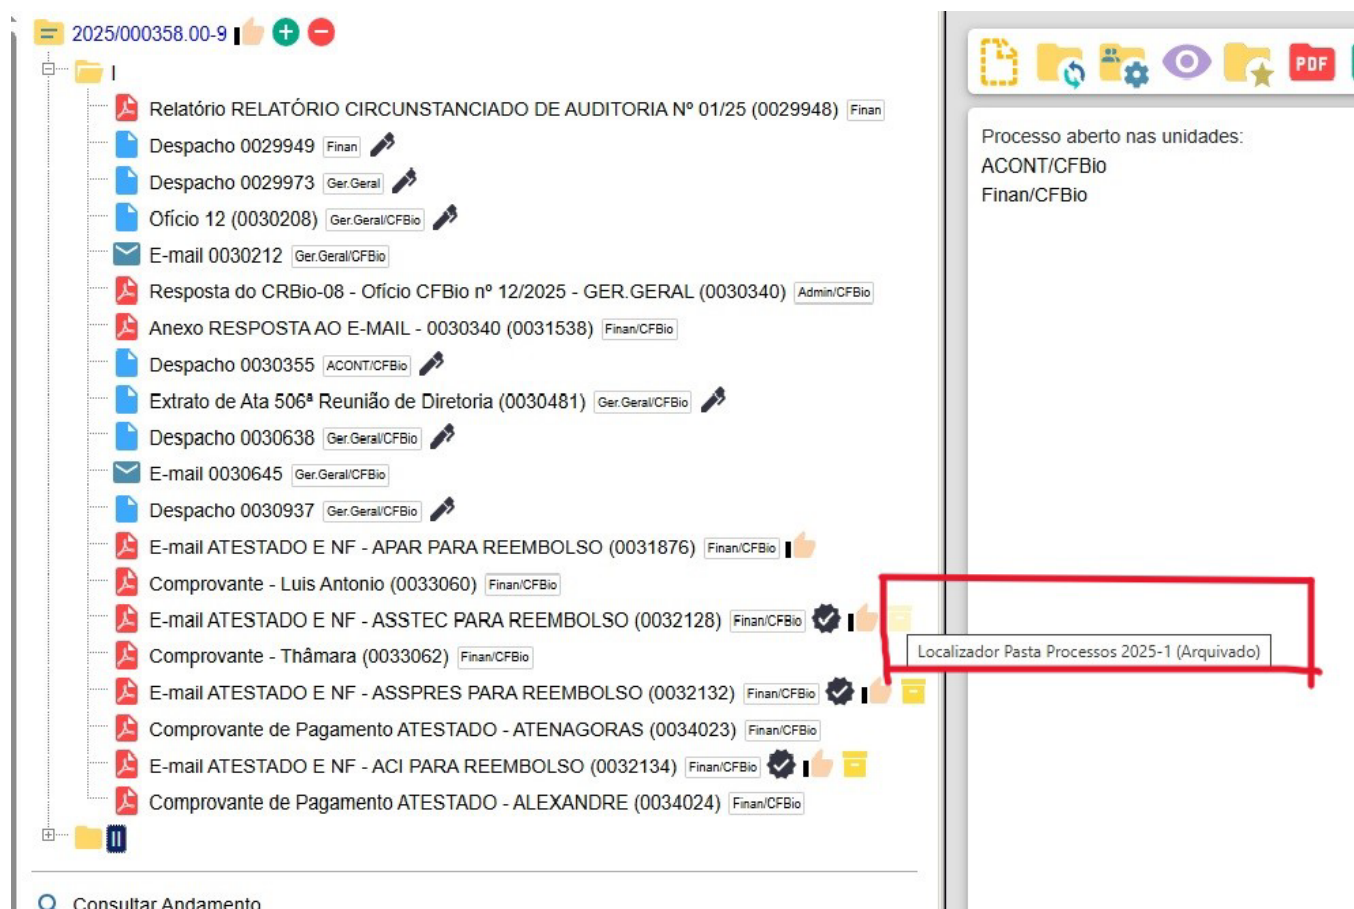 2025/000358.00-9
I
Relatório RELATÓRIO CIRCUNSTANCIADO DE AUDITORIA Nº 01/25 (0029948) Finan
Despacho 0029949 Finan
Despacho 0029973 Ger.Geral
Ofício 12 (0030208) Ger.Geral/CFBio
E-mail 0030212 Ger.Geral/CFBio
Resposta do CRBio-08 - Ofício CFBio nº 12/2025 - GER.GERAL (0030340) Admin/CFBio
Anexo RESPOSTA AO E-MAIL - 0030340 (0031538) Finan/CFBio
Despacho 0030355 ACONT/CFBio
Extrato de Ata 506ª Reunião de Diretoria (0030481) Ger.Geral/CFBio
Despacho 0030638 Ger.Geral/CFBio
E-mail 0030645 Ger.Geral/CFBio
Despacho 0030937 Ger.Geral/CFBio
E-mail ATESTADO E NF - APAR PARA REEMBOLSO (0031876) Finan/CFBio
Comprovante - Luis Antonio (0033060) Finan/CFBio
E-mail ATESTADO E NF - ASSTEC PARA REEMBOLSO (0032128) Finan/CFBio
Comprovante - Thâmara (0033062) Finan/CFBio
E-mail ATESTADO E NF - ASSPRES PARA REEMBOLSO (0032132) Finan/CFBio
Comprovante de Pagamento ATESTADO - ATENAGORAS (0034023) Finan/CFBio
E-mail ATESTADO E NF - ACI PARA REEMBOLSO (0032134) Finan/CFBio
Comprovante de Pagamento ATESTADO - ALEXANDRE (0034024) Finan/CFBio
II
Consultar Andamento
PDF
Processo aberto nas unidades:
ACONT/CFBio
Finan/CFBio
Localizador Pasta Processos 2025-1 (Arquivado)